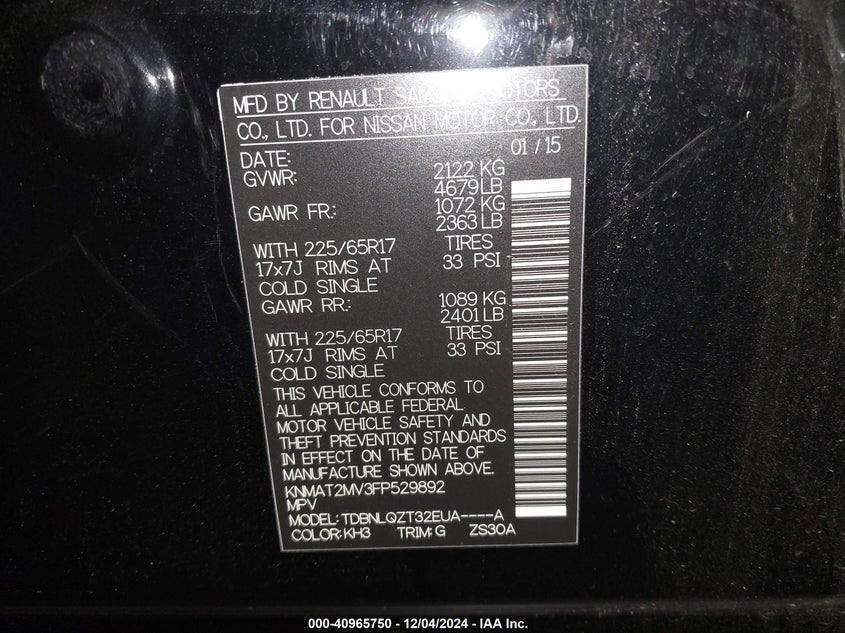 MFD BY RENAULT MOTORS
CO., LTD. FOR NISSAN MOTOR CO., LTD.
DATE: 01 / 15
GVWR: 2122 KG
4679 LB
GAWR FR: 1072 KG
2363 LB
WITH 225/65R17 TIRES
17x7J RIMS AT 33 PSI
COLD SINGLE
GAWR RR: 1089 KG
2401 LB
WITH 225/65R17 TIRES
17x7J RIMS AT 33 PSI
COLD SINGLE
THIS VEHICLE CONFORMS TO
ALL APPLICABLE FEDERAL
MOTOR VEHICLE SAFETY AND
THEFT PREVENTION STANDARDS
IN EFFECT ON THE DATE OF
MANUFACTURE SHOWN ABOVE.
KNMAT2MV3FP529892
MPV
MODEL: TDBNLQZT32EUA----A
COLOR: KH3 TRIM: G ZS30A
000-40965750 - 12/04/2024 - IAA Inc.